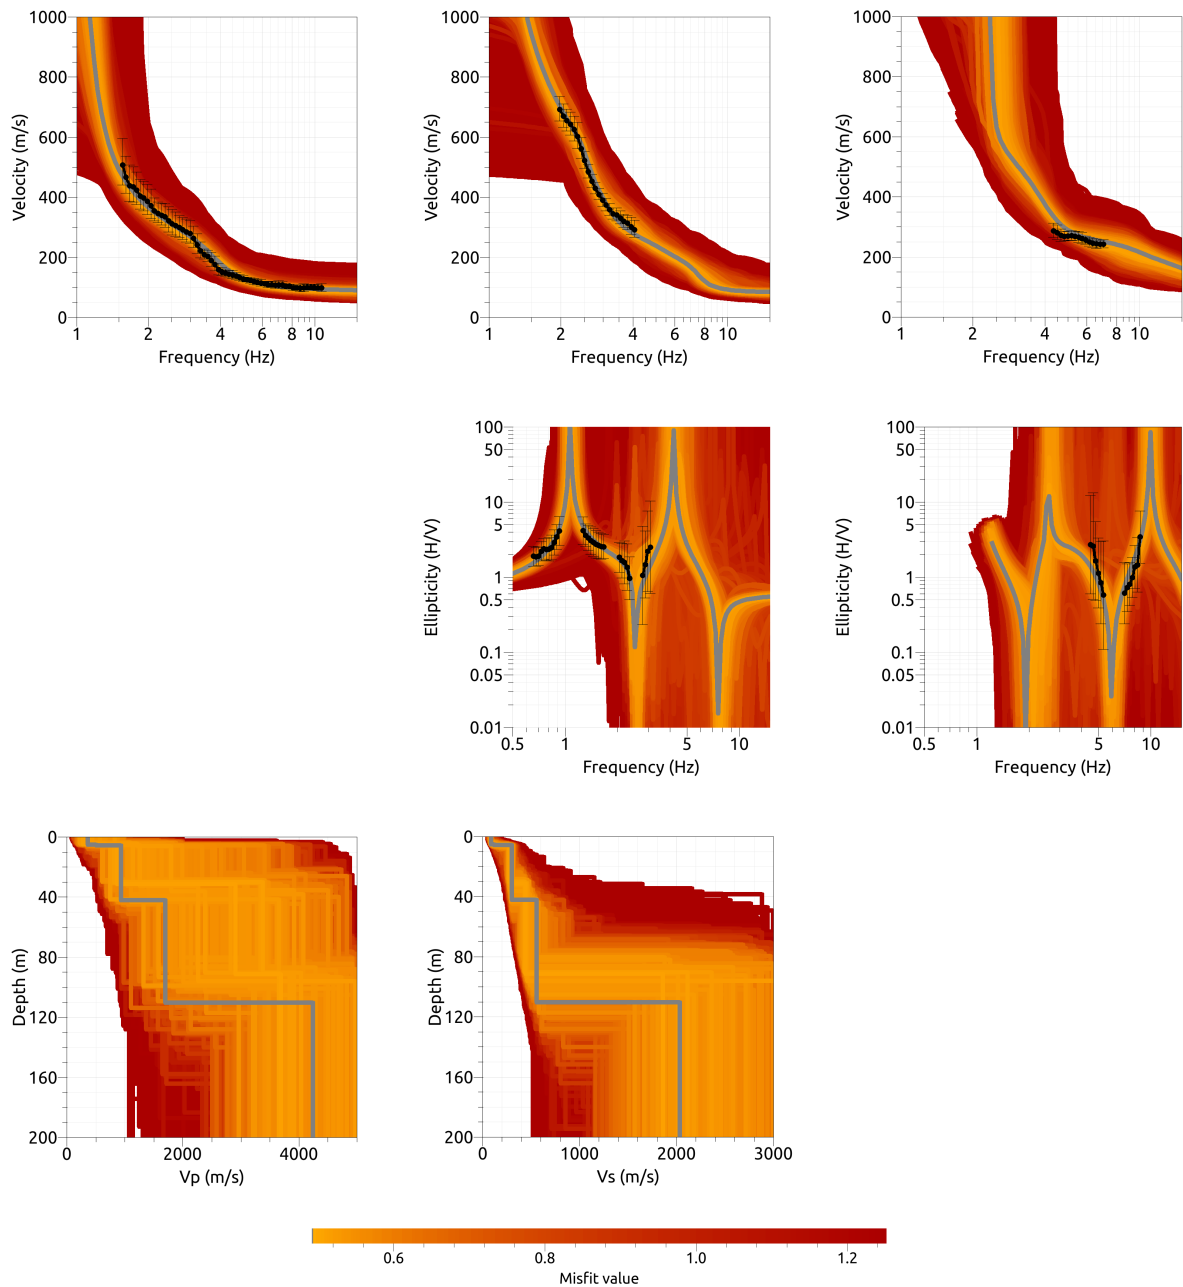 1000 1000 1000
800 800 800
600 600 600
400 400 400
200 200 200
0 0 0
Velocity (m/s) Velocity (m/s) Velocity (m/s)
1 2 4 6 8 10 1 2 4 6 8 10 1 2 4 6 8 10
Frequency (Hz) Frequency (Hz) Frequency (Hz)
100 100
50 50
10 10
5 5
1 1
0.5 0.5
0.1 0.1
0.05 0.05
0.01 0.01
Ellipticity (H/V) Ellipticity (H/V)
0.5 1 5 10 0.5 1 5 10
Frequency (Hz) Frequency (Hz)
0 0
40 40
80 80
120 120
160 160
200 200
Depth (m) Depth (m)
0 2000 4000 0 1000 2000 3000
Vp (m/s) Vs (m/s)
0.6 0.8 1.0 1.2
Misfit value